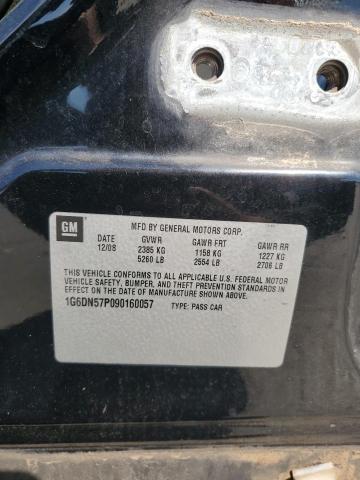 GM
MFD BY GENERAL MOTORS CORP.
DATE GVWR GAWR FRT GAWR RR
12/08 2385 KG 1158 KG 1227 KG
5260 LB 2554 LB 2706 LB
THIS VEHICLE CONFORMS TO ALL APPLICABLE U.S. FEDERAL MOTOR
VEHICLE SAFETY, BUMPER, AND THEFT PREVENTION STANDARDS
IN EFFECT ON THE DATE OF MANUFACTURE SHOWN ABOVE.
1G6DN57P090160057 TYPE: PASS CAR